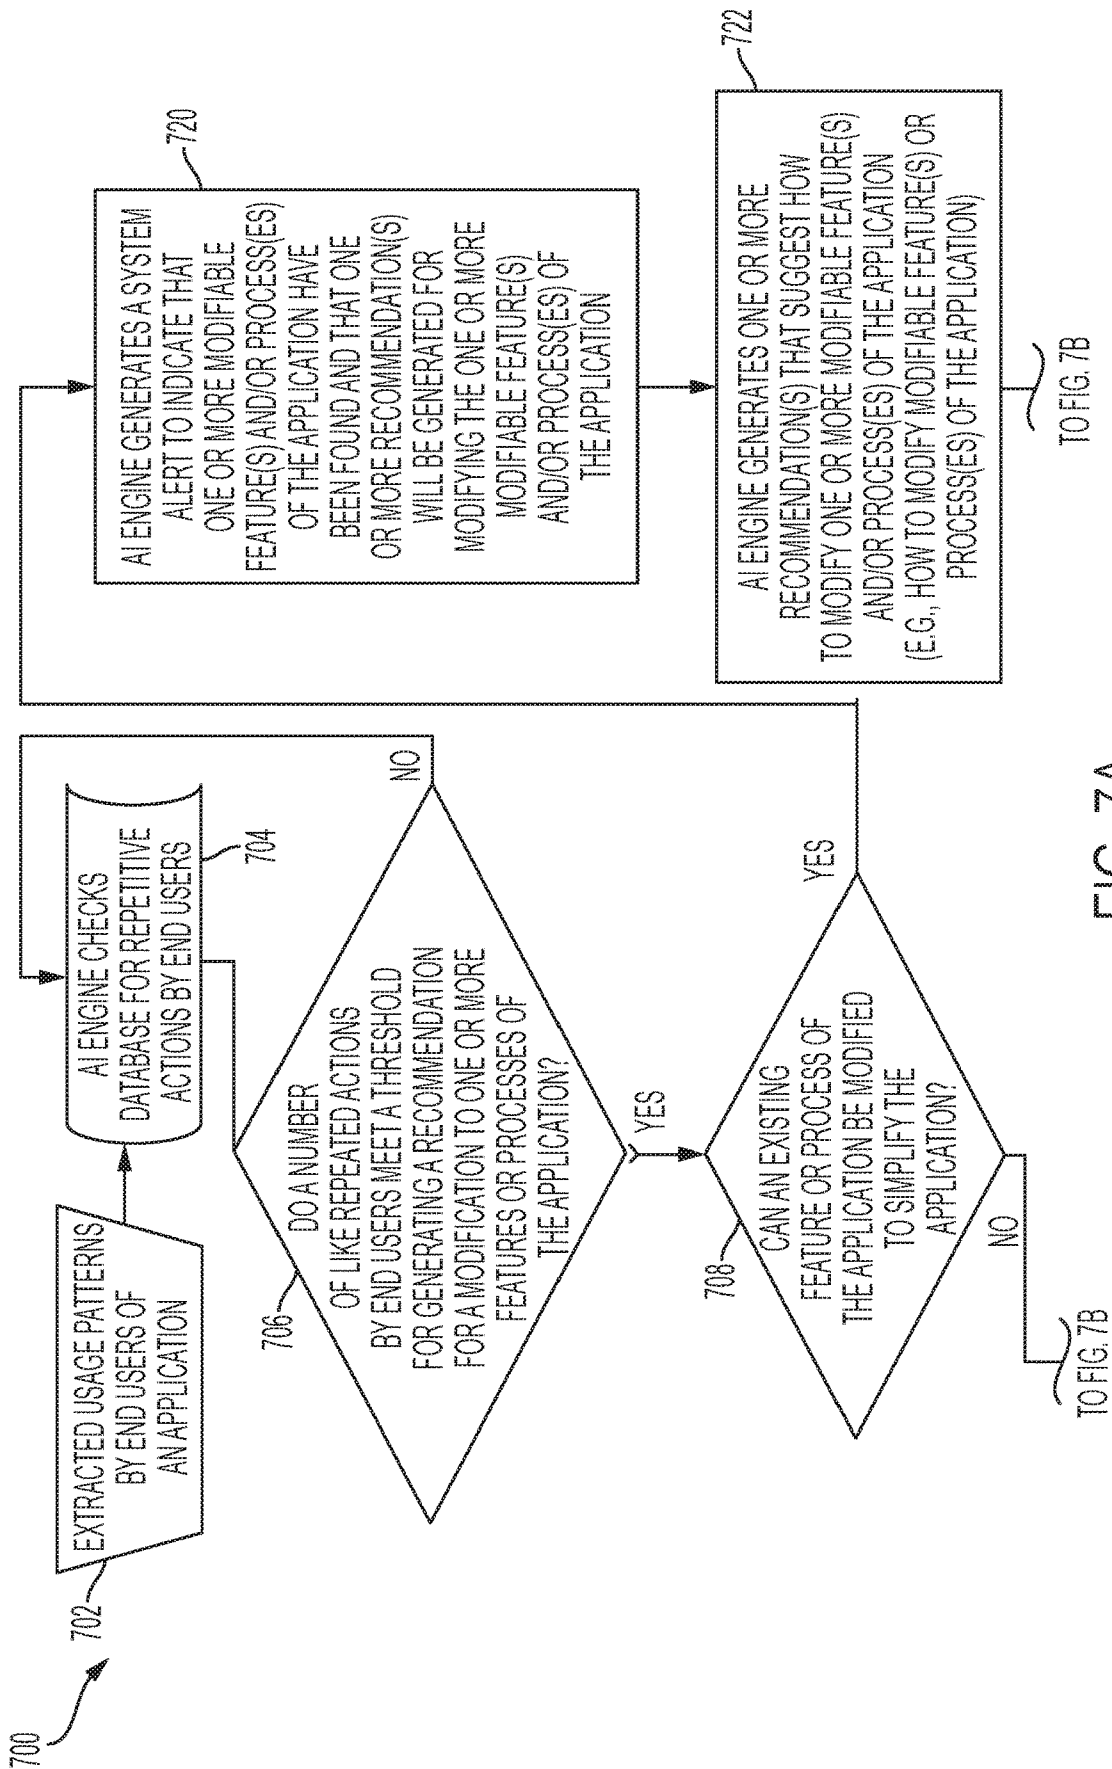 700
702
EXTRACTED USAGE PATTERNS
BY END USERS OF
AN APPLICATION
AI ENGINE CHECKS
DATABASE FOR REPETITIVE
ACTIONS BY END USERS
704
706
DO A NUMBER
OF LIKE REPEATED ACTIONS
BY END USERS MEET A THRESHOLD
FOR GENERATING A RECOMMENDATION
FOR A MODIFICATION TO ONE OR MORE
FEATURES OR PROCESSES OF
THE APPLICATION?
NO
YES
708
CAN AN EXISTING
FEATURE OR PROCESS OF
THE APPLICATION BE MODIFIED
TO SIMPLIFY THE
APPLICATION?
YES
NO
TO FIG. 7B
720
AI ENGINE GENERATES A SYSTEM
ALERT TO INDICATE THAT
ONE OR MORE MODIFIABLE
FEATURE(S) AND/OR PROCESS(ES)
OF THE APPLICATION HAVE
BEEN FOUND AND THAT ONE
OR MORE RECOMMENDATION(S)
WILL BE GENERATED FOR
MODIFYING THE ONE OR MORE
MODIFIABLE FEATURE(S)
AND/OR PROCESS(ES) OF
THE APPLICATION
722
AI ENGINE GENERATES ONE OR MORE
RECOMMENDATION(S) THAT SUGGEST HOW
TO MODIFY ONE OR MORE MODIFIABLE FEATURE(S)
AND/OR PROCESS(ES) OF THE APPLICATION
(E.G., HOW TO MODIFY MODIFIABLE FEATURE(S) OR
PROCESS(ES) OF THE APPLICATION)
TO FIG. 7B
FIG. 7A